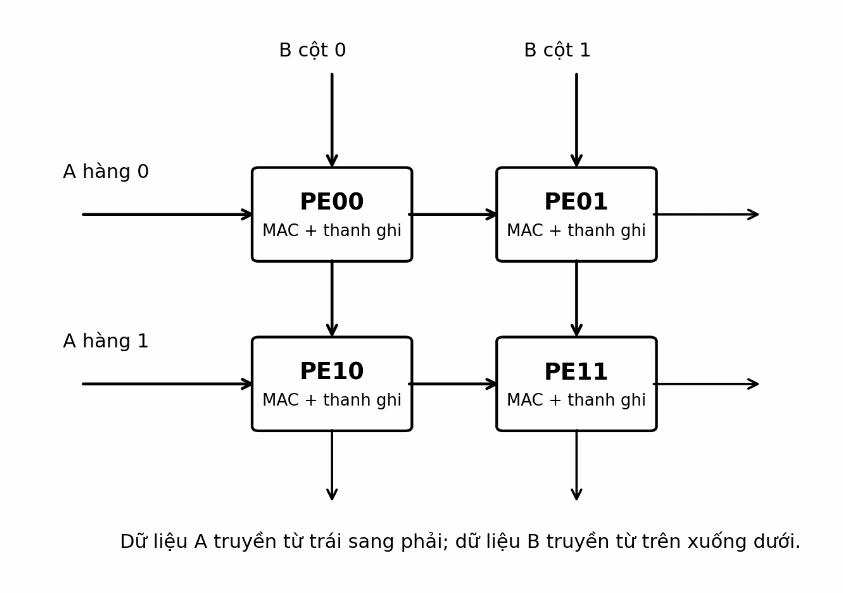 B cột 0
B cột 1
A hàng 0
PE00
MAC + thanh ghi
PE01
MAC + thanh ghi
A hàng 1
PE10
MAC + thanh ghi
PE11
MAC + thanh ghi
Dữ liệu A truyền từ trái sang phải; dữ liệu B truyền từ trên xuống dưới.